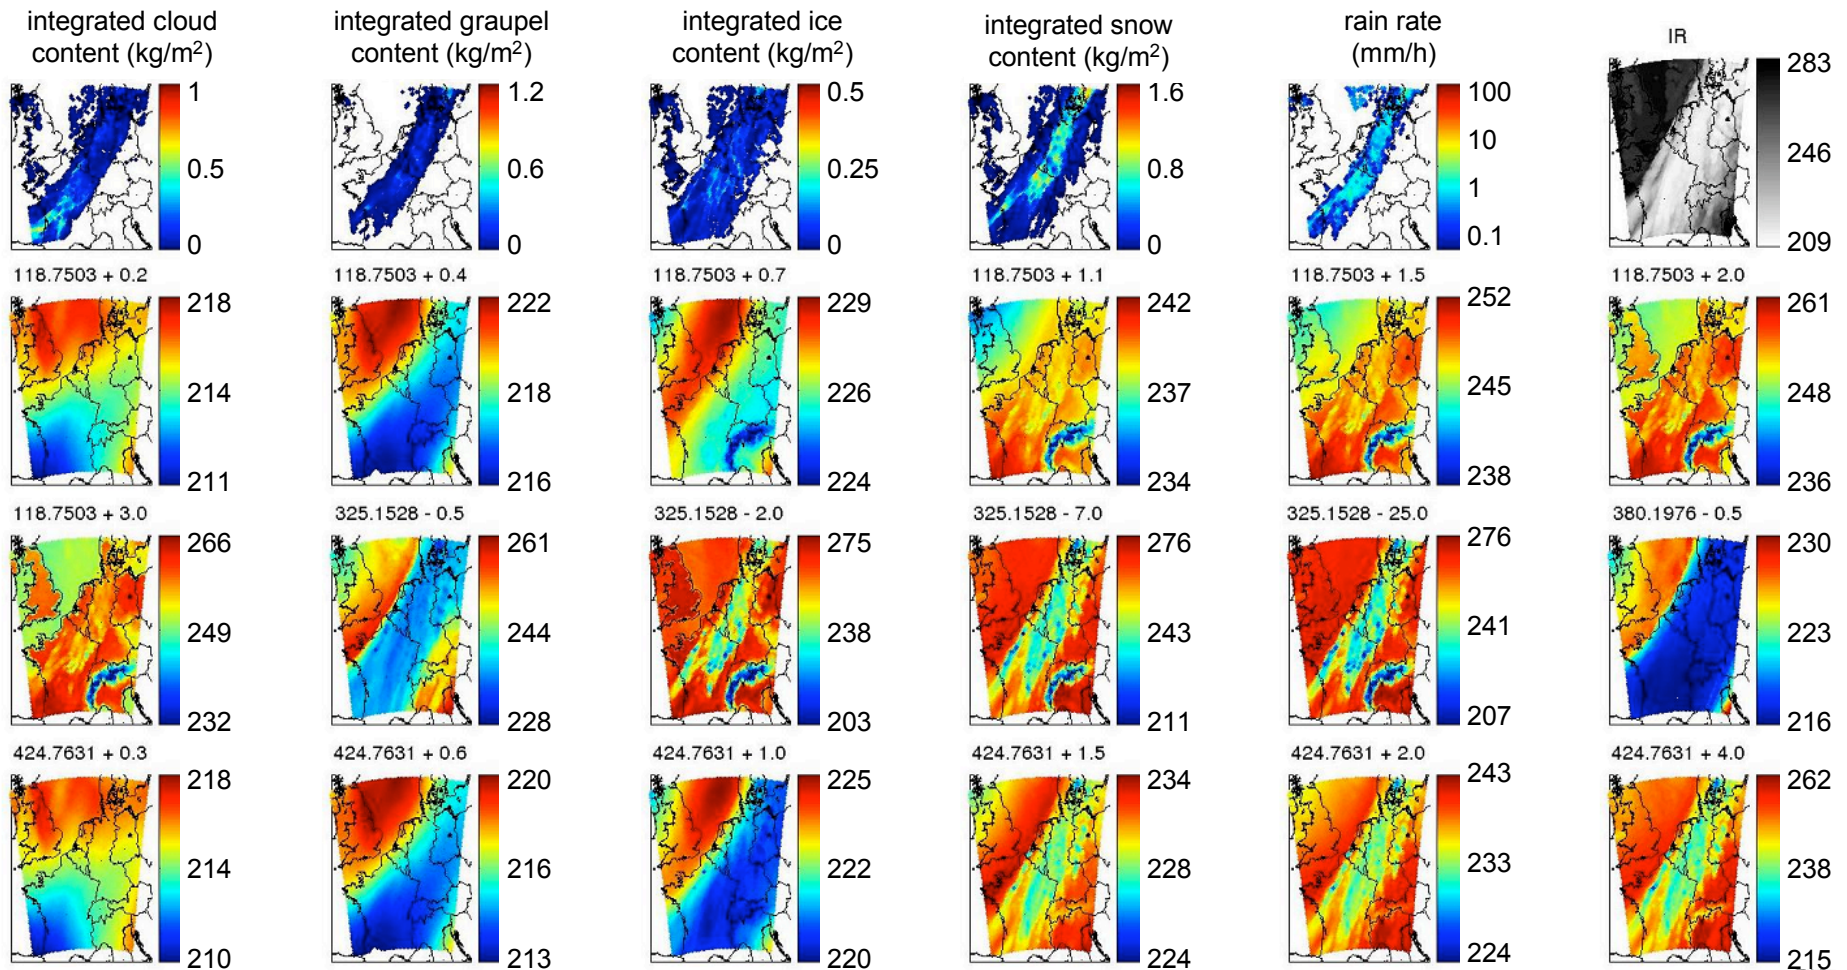 integrated cloud
content (kg/m2)
integrated graupel
content (kg/m2)
integrated ice
content (kg/m2)
integrated snow
content (kg/m2)
rain rate
(mm/h)
IR
1
0.5
0
1.2
0.6
0
0.5
0.25
0
1.6
0.8
0
100
10
1
0.1
283
246
209
118.7503 + 0.2
118.7503 + 0.4
118.7503 + 0.7
118.7503 + 1.1
118.7503 + 1.5
118.7503 + 2.0
218
214
211
222
218
216
229
226
224
242
237
234
252
245
238
261
248
236
118.7503 + 3.0
325.1528 - 0.5
325.1528 - 2.0
325.1528 - 7.0
325.1528 - 25.0
380.1976 - 0.5
266
249
232
261
244
228
275
238
203
276
243
211
276
241
207
230
223
216
424.7631 + 0.3
424.7631 + 0.6
424.7631 + 1.0
424.7631 + 1.5
424.7631 + 2.0
424.7631 + 4.0
218
214
210
220
216
213
225
222
220
234
228
224
243
233
224
262
238
215